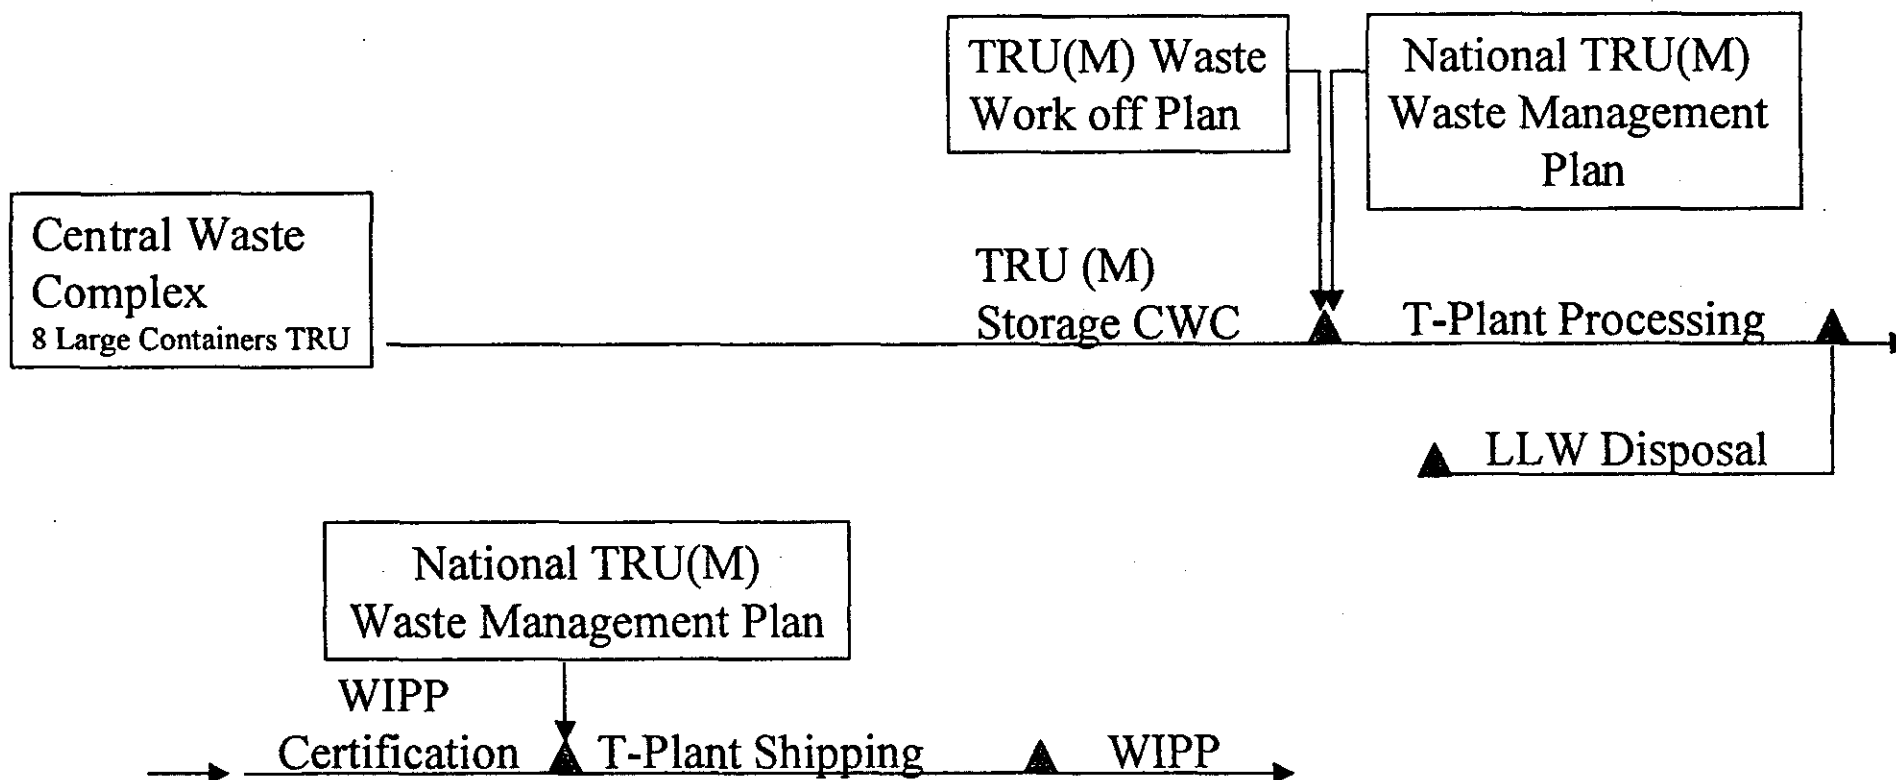 TRU(M) Waste
Work off Plan
National TRU(M)
Waste Management
Plan
Central Waste
Complex
8 Large Containers TRU
TRU (M)
Storage CWC
T-Plant Processing
LLW Disposal
National TRU(M)
Waste Management Plan
WIPP
Certification
T-Plant Shipping
WIPP